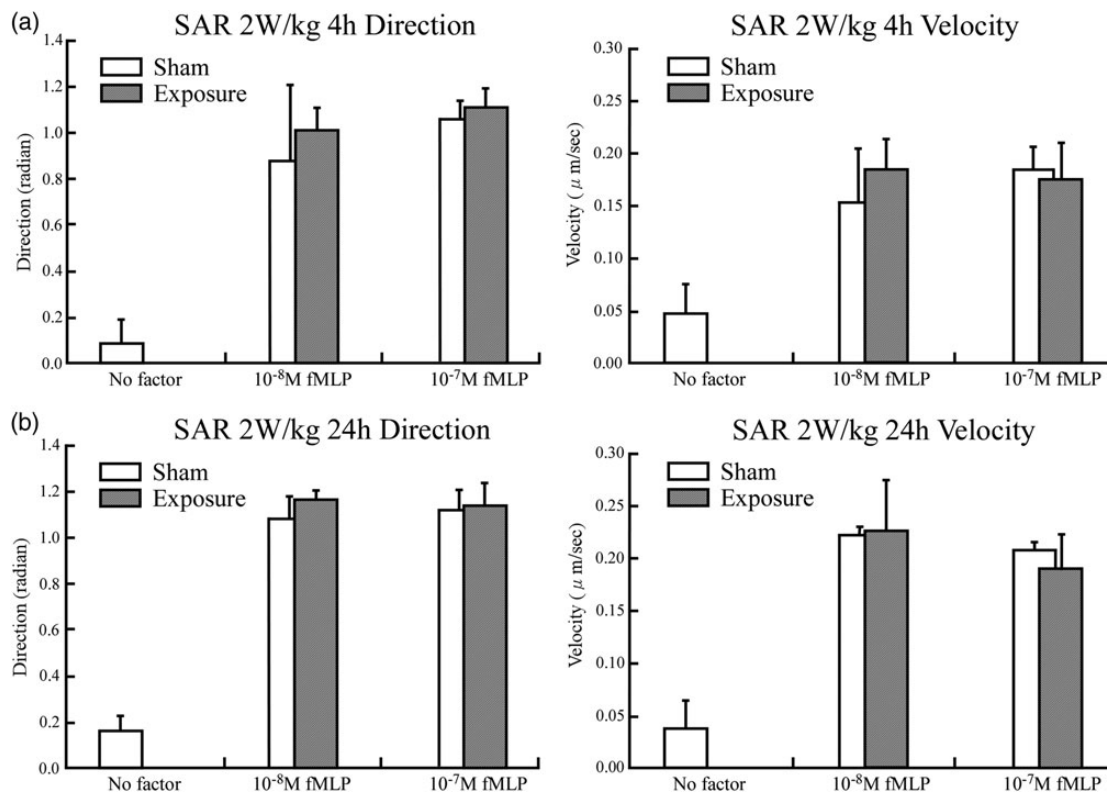 (a)
SAR 2W/kg 4h Direction
1.4
1.2
1.0
0.8
0.6
0.4
0.2
0.0
Direction (radian)
Sham
Exposure
No factor
10⁻⁸M fMLP
10⁻⁷M fMLP
SAR 2W/kg 4h Velocity
0.30
0.25
0.20
0.15
0.10
0.05
0.00
Velocity ( μ m/sec)
Sham
Exposure
No factor
10⁻⁸M fMLP
10⁻⁷M fMLP
(b)
SAR 2W/kg 24h Direction
1.4
1.2
1.0
0.8
0.6
0.4
0.2
0.0
Direction (radian)
Sham
Exposure
No factor
10⁻⁸M fMLP
10⁻⁷M fMLP
SAR 2W/kg 24h Velocity
0.30
0.25
0.20
0.15
0.10
0.05
0.00
Velocity ( μ m/sec)
Sham
Exposure
No factor
10⁻⁸M fMLP
10⁻⁷M fMLP